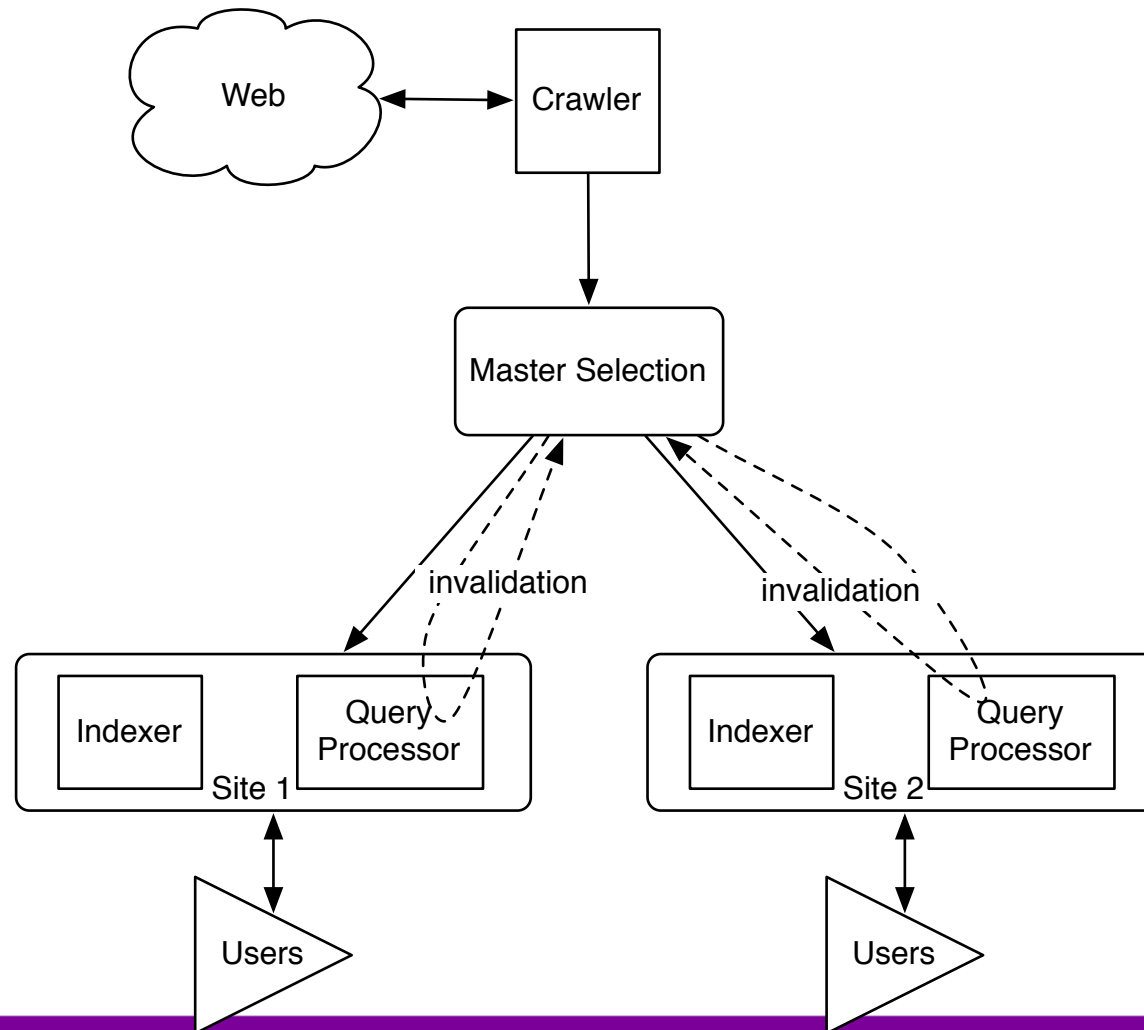 Web
Crawler
Master Selection
invalidation
invalidation
Indexer
Query
Processor
Site 1
Indexer
Query
Processor
Site 2
Users
Users